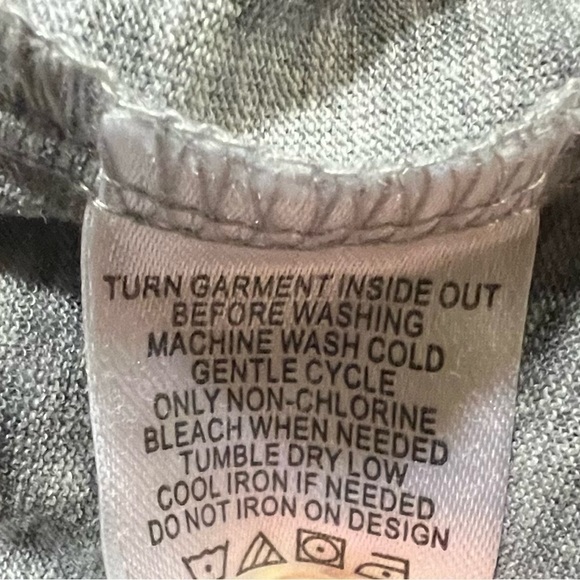 TURN GARMENT INSIDE OUT
BEFORE WASHING
MACHINE WASH COLD
GENTLE CYCLE
ONLY NON-CHLORINE
BLEACH WHEN NEEDED
TUMBLE DRY LOW
COOL IRON IF NEEDED
DO NOT IRON ON DESIGN